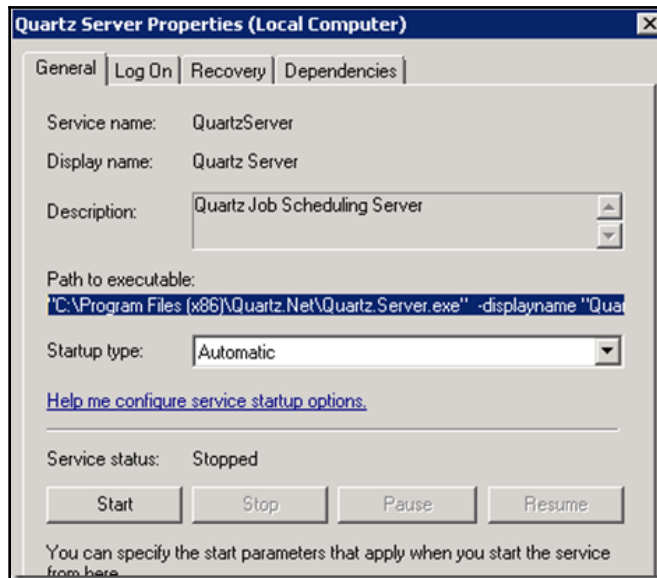 Quartz Server Properties (Local Computer)
General Log On Recovery Dependencies
Service name: QuartzServer
Display name: Quartz Server
Description: Quartz Job Scheduling Server
Path to executable:
"C:\Program Files (x86)\Quartz.Net\Quartz.Server.exe" -displayname "Quar
Startup type: Automatic
Help me configure service startup options.
Service status: Stopped
Start Stop Pause Resume
You can specify the start parameters that apply when you start the service
from here.